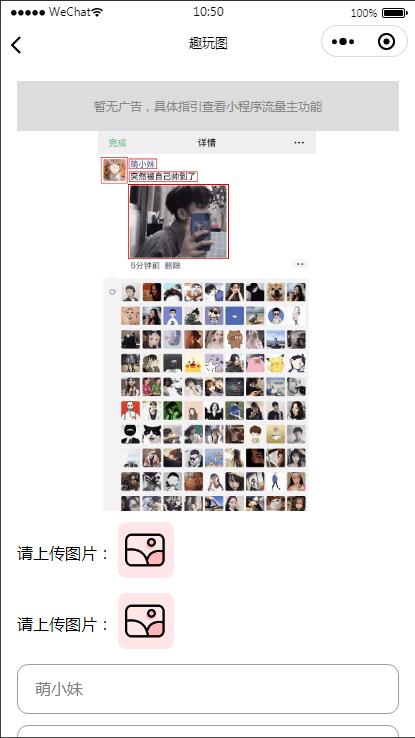 WeChat
10:50
100%
趣玩图
暂无广告，具体指引查看小程序流量主功能
完成
详情
萌小妹
突然被自己帅到了
5分钟前 删除
请上传图片：
请上传图片：
萌小妹